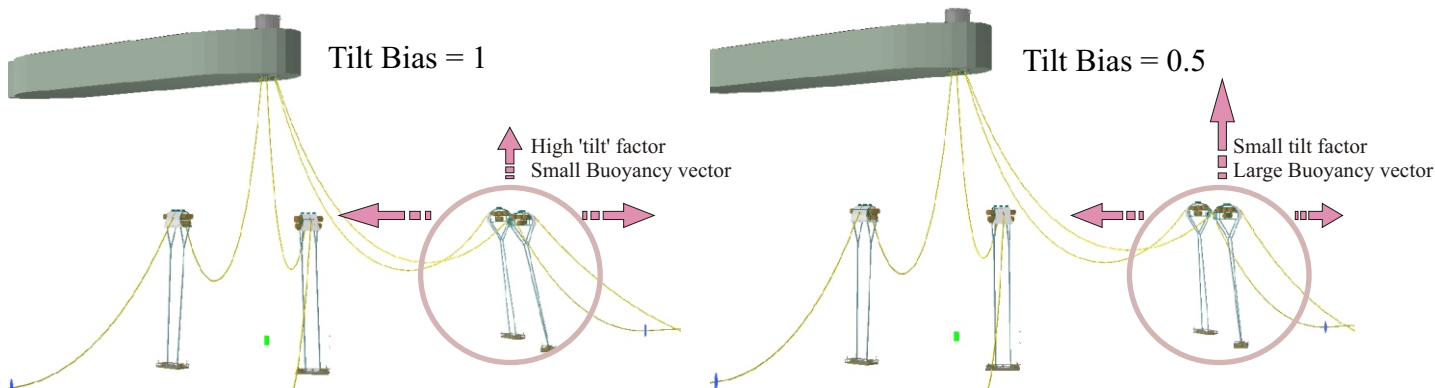 Tilt Bias = 1
High 'tilt' factor
Small Buoyancy vector
Tilt Bias = 0.5
Small tilt factor
Large Buoyancy vector